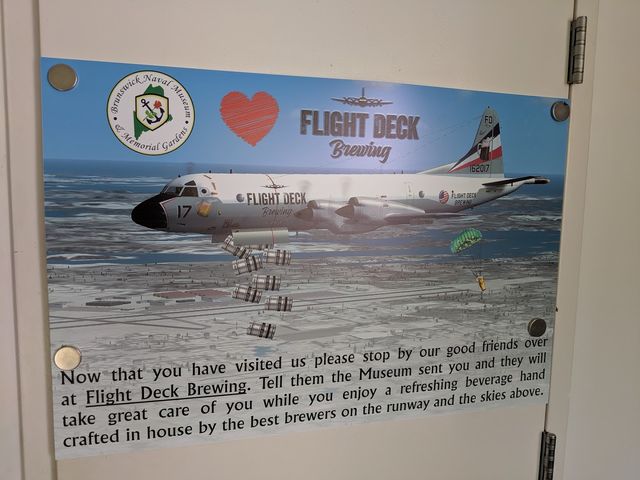 Brunswick Naval Museum
& Memorial Gardens
FLIGHT DECK
Brewing
FD
162017
17
FLIGHT DECK
Brewing
FLIGHT DECK
BREWING
Now that you have visited us please stop by our good friends over
at Flight Deck Brewing. Tell them the Museum sent you and they will
take great care of you while you enjoy a refreshing beverage hand
crafted in house by the best brewers on the runway and the skies above.